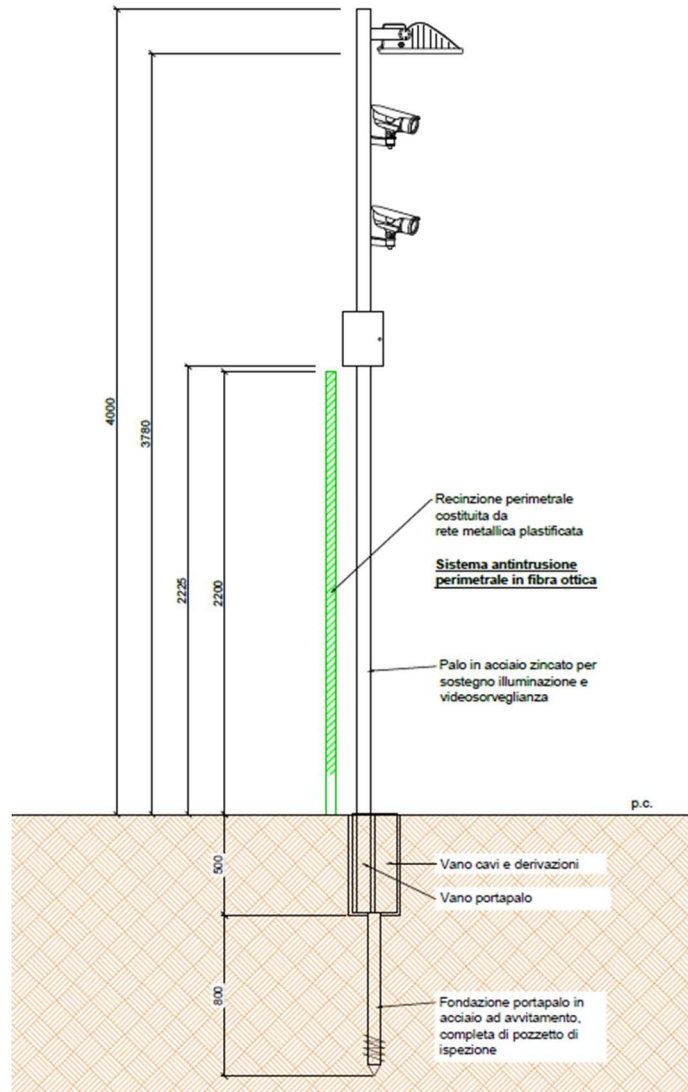 4000
3780
2225
2200
Recinzione perimetrale
costituita da
rete metallica plastificata
Sistema antintrusione
perimetrale in fibra ottica
Palo in acciaio zincato per
sostegno illuminazione e
videosorveglianza
p.c.
500
Vano cavi e derivazioni
Vano portapalo
800
Fondazione portapalo in
acciaio ad avvitamento,
completa di pozzetto di
ispezione